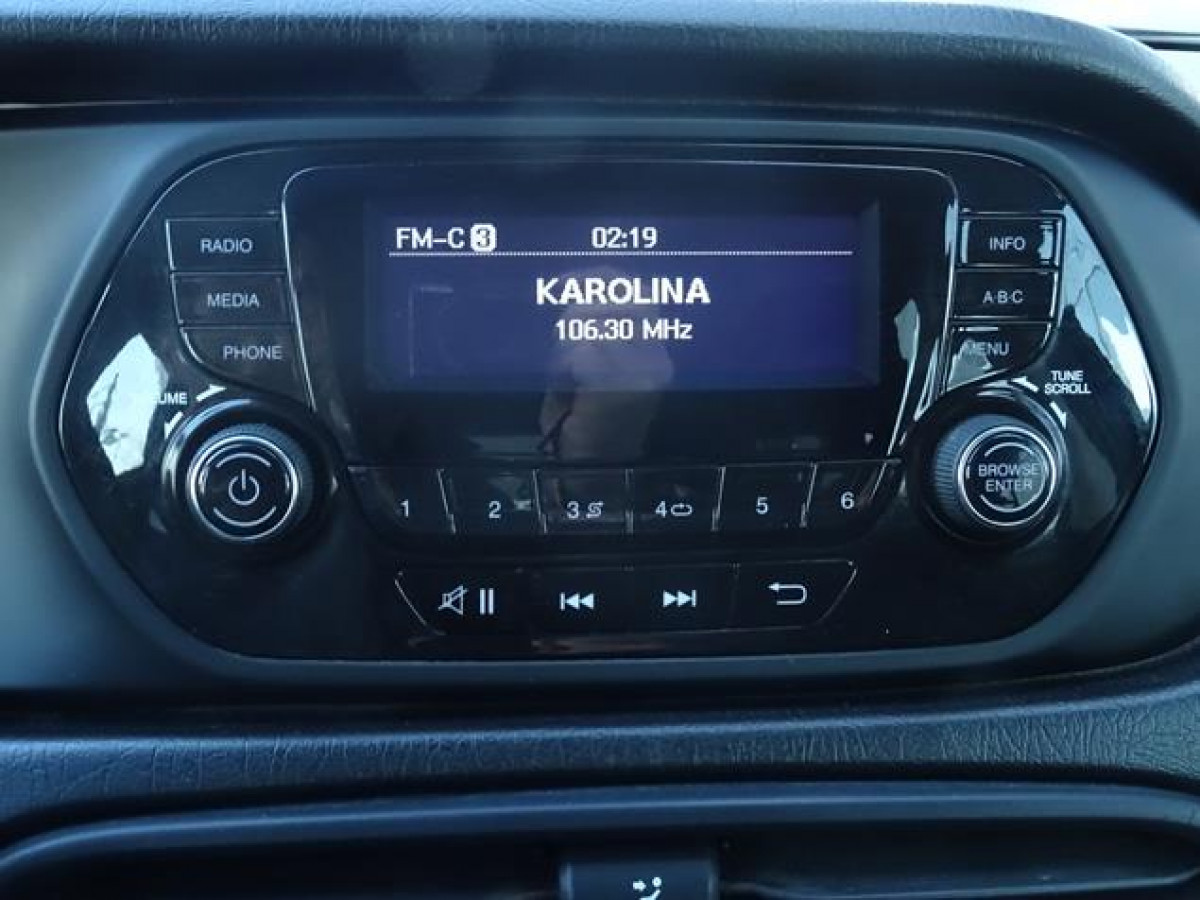 FM-C 3 02:19
KAROLINA
106.30 MHz
RADIO
MEDIA
PHONE
INFO
A·B·C
MENU
TUNE
SCROLL
BROWSE
ENTER
1 2 3 4 5 6